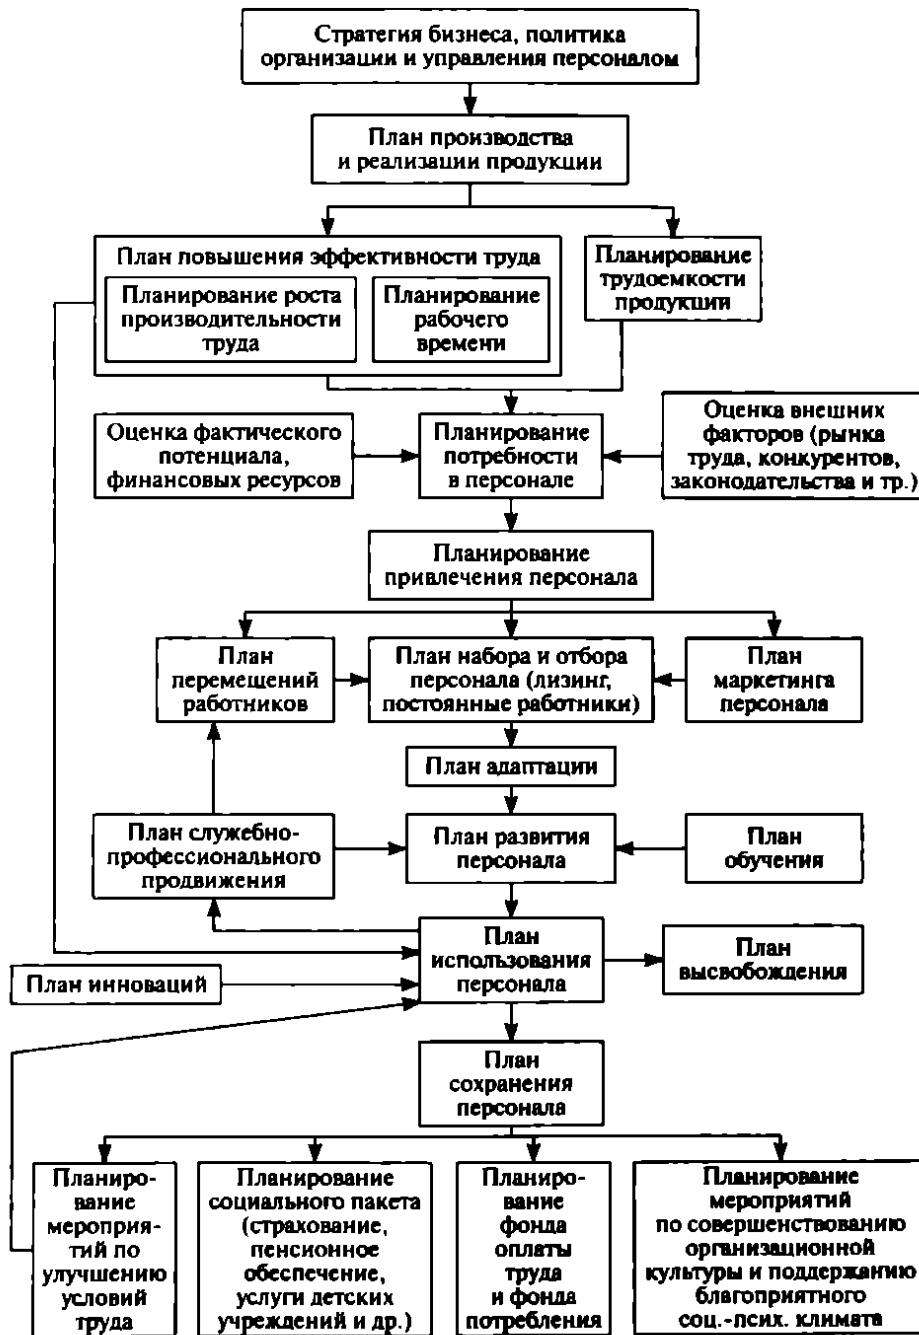 Стратегия бизнеса, политика
организации и управления персоналом
План производства
и реализации продукции
План повышения эффективности труда
Планирование роста
производительности
труда
Планирование
рабочего
времени
Планирование
трудоемкости
продукции
Оценка фактического
потенциала,
финансовых ресурсов
Планирование
потребности
в персонале
Оценка внешних
факторов (рынка
труда, конкурентов,
законодательства и тр.)
Планирование
привлечения персонала
План
перемещений
работников
План набора и отбора
персонала (лизинг,
постоянные работники)
План
маркетинга
персонала
План адаптации
План служебно-
профессионального
продвижения
План развития
персонала
План
обучения
План
использования
персонала
План
высвобождения
План инноваций
План
сохранения
персонала
Планиро-
вание
мероприя-
тий по
улучшению
условий
труда
Планирование
социального пакета
(страхование,
пенсионное
обеспечение,
услуги детских
учреждений и др.)
Планиро-
вание
фонда
оплаты
труда
и фонда
потребления
Планирование
мероприятий
по совершенствованию
организационной
культуры и поддержанию
благоприятного
соц.-псих. климата